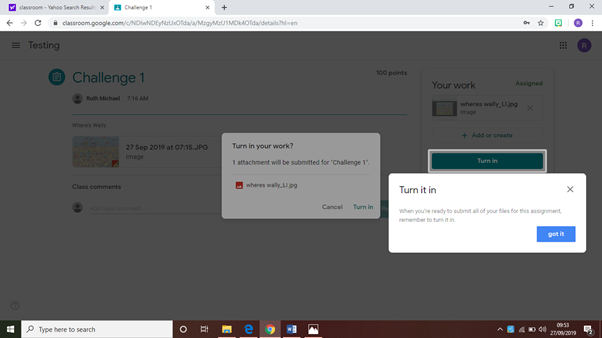 classroom - Yahoo Search Results
Challenge 1
classroom.google.com/c/NDIwNDEyNzUxOTda/a/MzgyMzU1MDk4OTda/details?hl=en
R
Testing
R
Challenge 1
100 points
Ruth Michael 7:14 AM
Where's Wally
27 Sep 2019 at 07:15.JPG
Image
Class comments
Your work
Assigned
wheres wally_LI.jpg
Image
+ Add or create
Turn in
Turn in your work?
1 attachment will be submitted for 'Challenge 1'.
wheres wally_LI.jpg
Cancel
Turn in
Turn it in
When you're ready to submit all of your files for this assignment,
remember to turn it in.
got it
Type here to search
09:53
27/09/2019
2